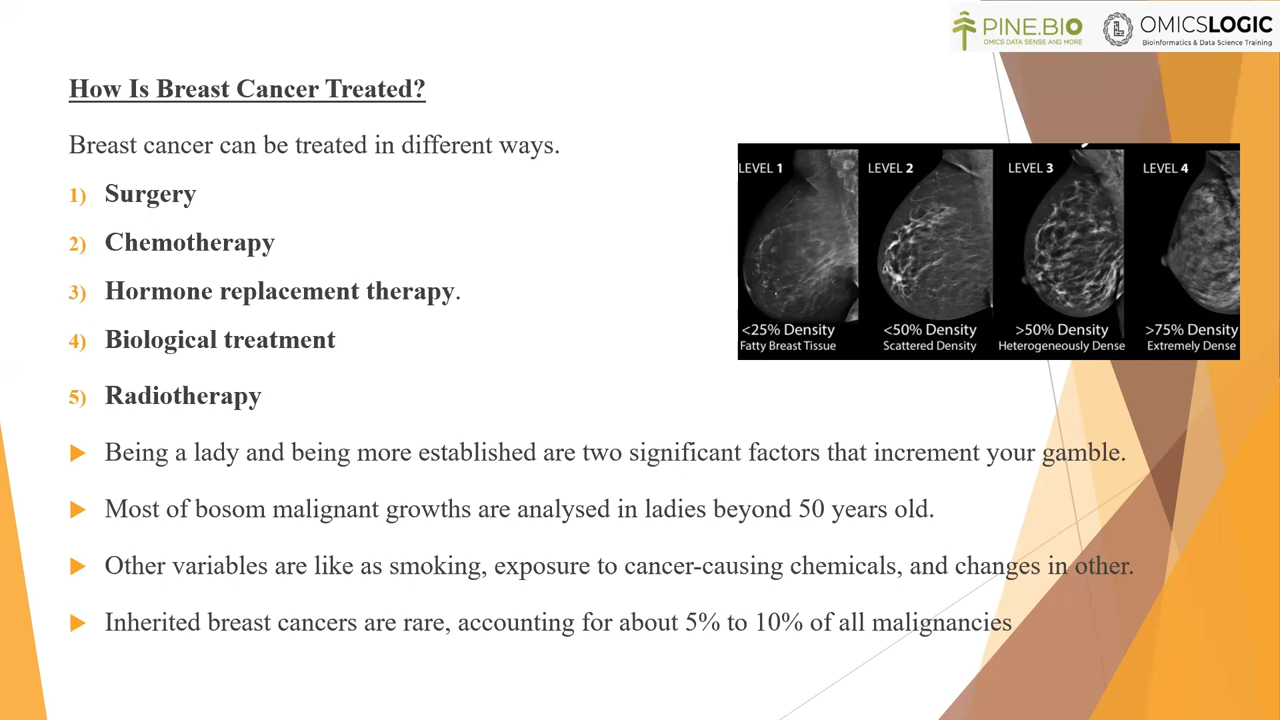 PINE.BIO
OMICS DATA SENSE AND MORE
OMICSLOGIC
Bioinformatics & Data Science Training
How Is Breast Cancer Treated?
Breast cancer can be treated in different ways.
1) Surgery
2) Chemotherapy
3) Hormone replacement therapy.
4) Biological treatment
5) Radiotherapy
LEVEL 1
LEVEL 2
LEVEL 3
LEVEL 4
<25% Density
Fatty Breast Tissue
<50% Density
Scattered Density
>50% Density
Heterogeneously Dense
>75% Density
Extremely Dense
Being a lady and being more established are two significant factors that increment your gamble.
Most of bosom malignant growths are analysed in ladies beyond 50 years old.
Other variables are like as smoking, exposure to cancer-causing chemicals, and changes in other.
Inherited breast cancers are rare, accounting for about 5% to 10% of all malignancies